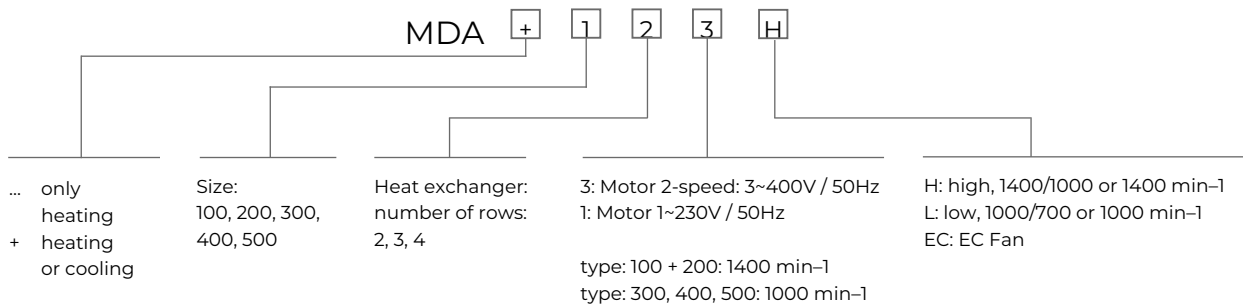 MDA + 1 2 3 H
... only
heating
+ heating
or cooling
Size:
100, 200, 300,
400, 500
Heat exchanger:
number of rows:
2, 3, 4
3: Motor 2-speed: 3~400V / 50Hz
1: Motor 1~230V / 50Hz
type: 100 + 200: 1400 min–1
type: 300, 400, 500: 1000 min–1
H: high, 1400/1000 or 1400 min–1
L: low, 1000/700 or 1000 min–1
EC: EC Fan